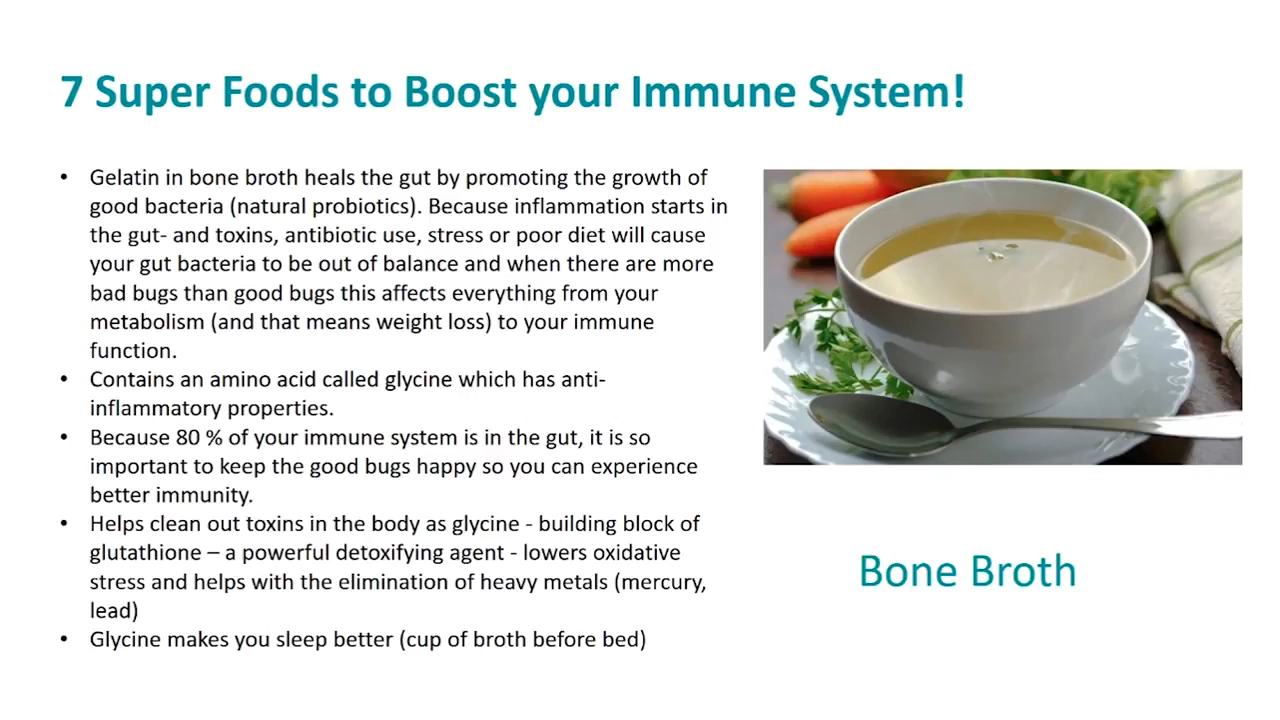 7 Super Foods to Boost your Immune System!
• Gelatin in bone broth heals the gut by promoting the growth of
good bacteria (natural probiotics). Because inflammation starts in
the gut- and toxins, antibiotic use, stress or poor diet will cause
your gut bacteria to be out of balance and when there are more
bad bugs than good bugs this affects everything from your
metabolism (and that means weight loss) to your immune
function.
• Contains an amino acid called glycine which has anti-
inflammatory properties.
• Because 80 % of your immune system is in the gut, it is so
important to keep the good bugs happy so you can experience
better immunity.
• Helps clean out toxins in the body as glycine - building block of
glutathione – a powerful detoxifying agent - lowers oxidative
stress and helps with the elimination of heavy metals (mercury,
lead)
• Glycine makes you sleep better (cup of broth before bed)
Bone Broth